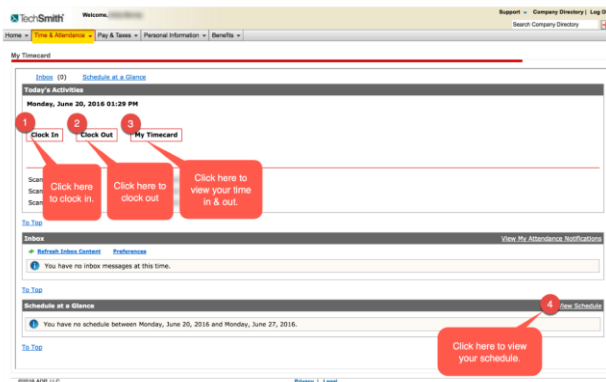 Support Company Directory | Log O
TechSmith Welcome,
Search Company Directory
Home Time & Attendance Pay & Taxes Personal Information Benefits
My Timecard
Inbox (0) Schedule at a Glance
Today's Activities
Monday, June 20, 2016 01:29 PM
1 2 3
Clock In Clock Out My Timecard
Scan
Scan
Scan
Click here
to clock in.
Click here to
clock out
Click here to
view your time
in & out.
To Top
Inbox View My Attendance Notifications
Refresh Inbox Content Preferences
You have no inbox messages at this time.
To Top
Schedule at a Glance 4 View Schedule
You have no schedule between Monday, June 20, 2016 and Monday, June 27, 2016.
Click here to view
your schedule.
To Top
©2016 ADP, LLC Privacy | Legal